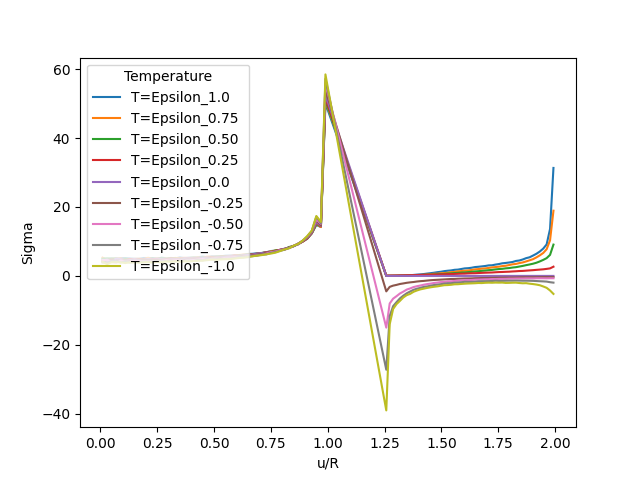 Temperature
T=Epsilon_1.0
T=Epsilon_0.75
T=Epsilon_0.50
T=Epsilon_0.25
T=Epsilon_0.0
T=Epsilon_-0.25
T=Epsilon_-0.50
T=Epsilon_-0.75
T=Epsilon_-1.0
60
40
20
0
−20
−40
Sigma
0.00 0.25 0.50 0.75 1.00 1.25 1.50 1.75 2.00
u/R